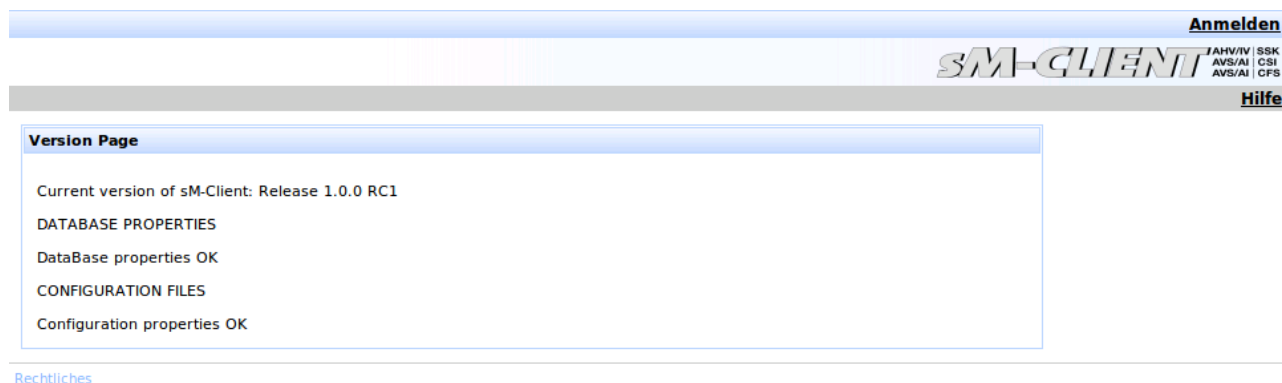 Anmelden
sM-CLIENT AHV/IV SSK
AVS/AI CSI
AVS/AI CFS
Hilfe
Version Page
Current version of sM-Client: Release 1.0.0 RC1
DATABASE PROPERTIES
DataBase properties OK
CONFIGURATION FILES
Configuration properties OK
Rechtliches